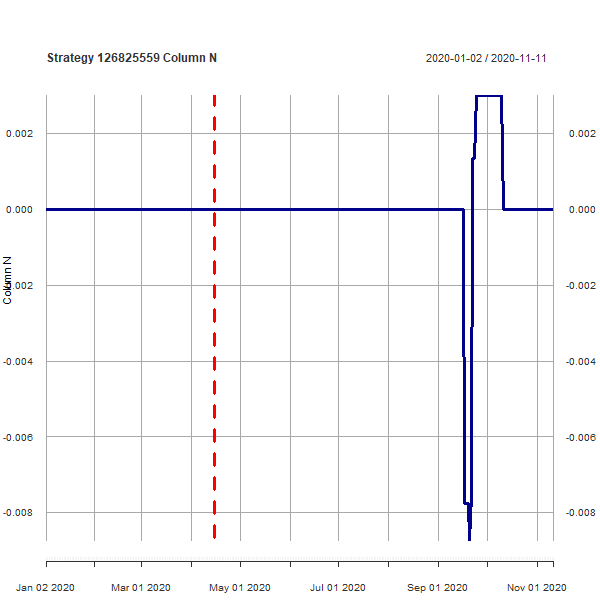 Strategy 126825559 Column N
2020-01-02 / 2020-11-11
0.002
0.000
-0.002
-0.004
-0.006
-0.008
Column N
0.002
0.000
-0.002
-0.004
-0.006
-0.008
Jan 02 2020
Mar 01 2020
May 01 2020
Jul 01 2020
Sep 01 2020
Nov 01 2020